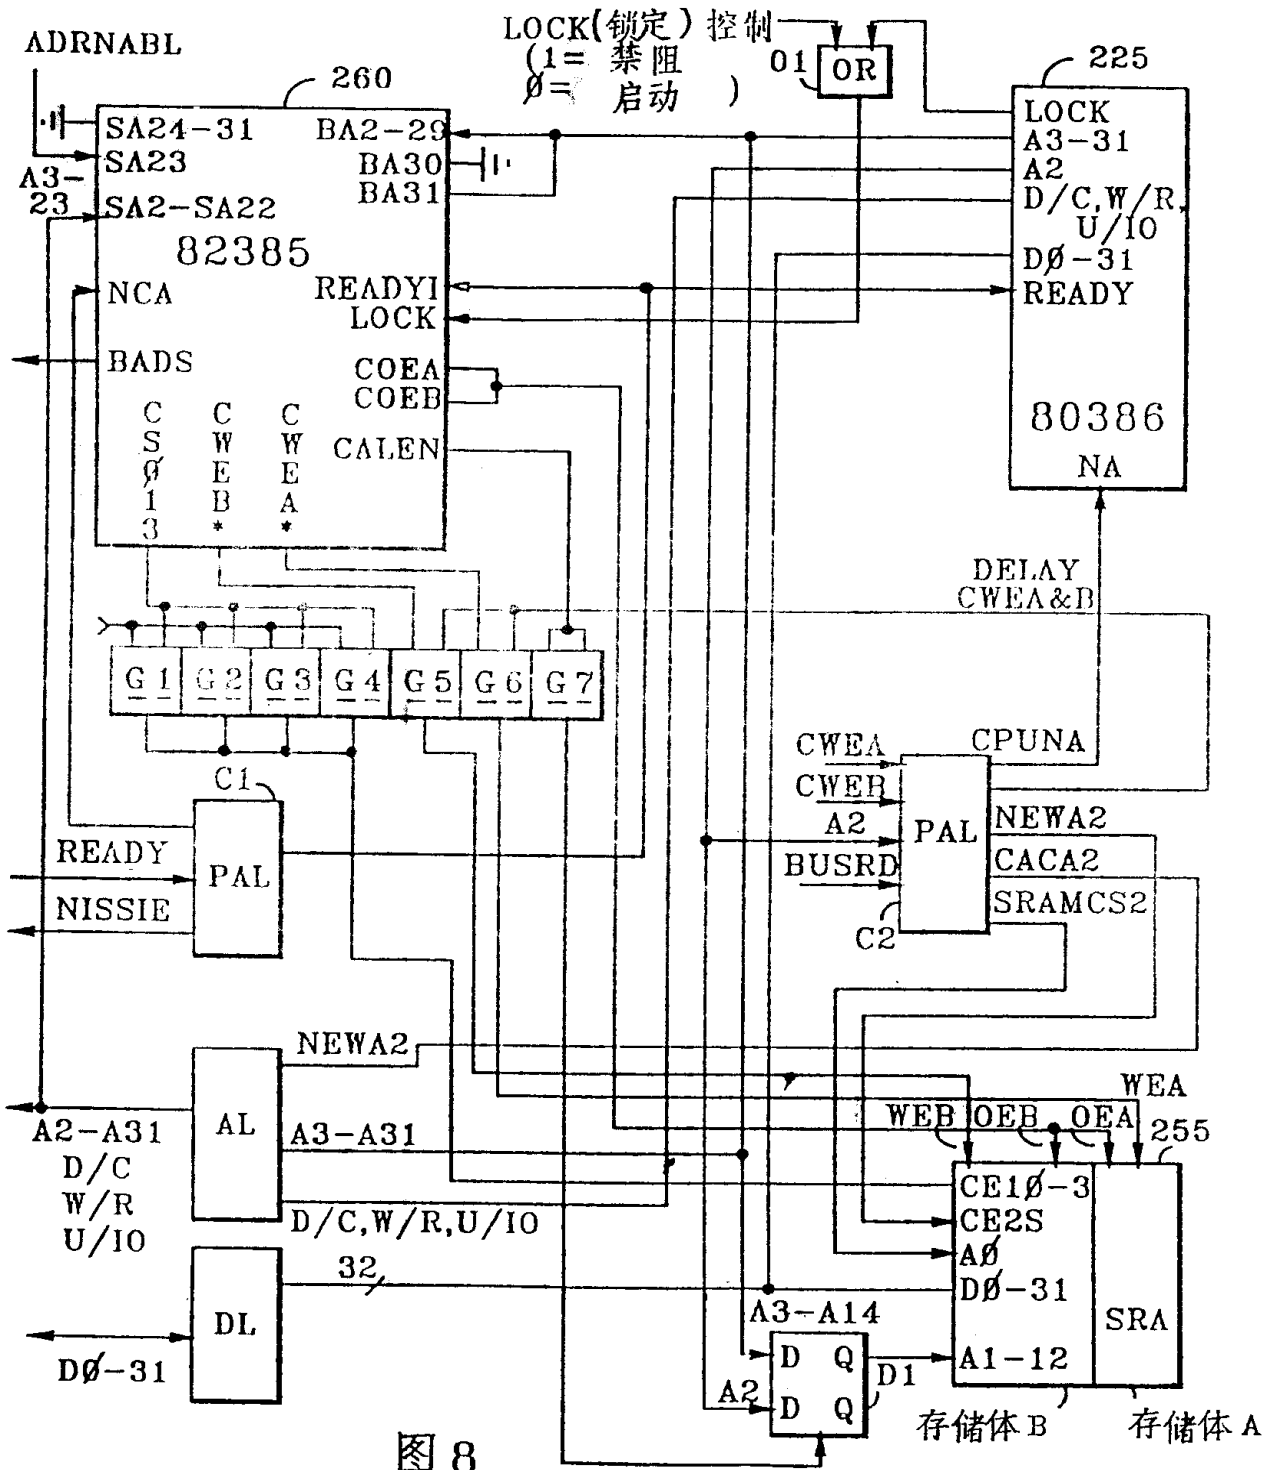 ADRNABL
LOCK(锁定)控制
(1= 禁阻
Ø= 启动 )
O1
OR
260
225
SA24-31
SA23
A3-
23
SA2-SA22
82385
NCA
BADS
BA2-29
BA30
BA31
READYI
LOCK
COEA
COEB
CALEN
CSØ13
CWEB*
CWEA*
LOCK
A3-31
A2
D/C,W/R,
U/IO
DØ-31
READY
80386
NA
DELAY
CWEA&B
G1
G2
G3
G4
G5
G6
G7
C1
PAL
READY
NISSIE
CWEA
CWEB
A2
BUSRD
PAL
C2
CPUNA
NEWA2
CACA2
SRAMCS2
NEWA2
AL
A2-A31
D/C
W/R
U/IO
A3-A31
D/C,W/R,U/IO
DL
32
DØ-31
WEA
WEB
OEB
OEA
255
CE1Ø-3
CE2S
AØ
DØ-31
A1-12
SRA
A3-A14
D Q
D Q
D1
A2
存储体B
存储体A
图8